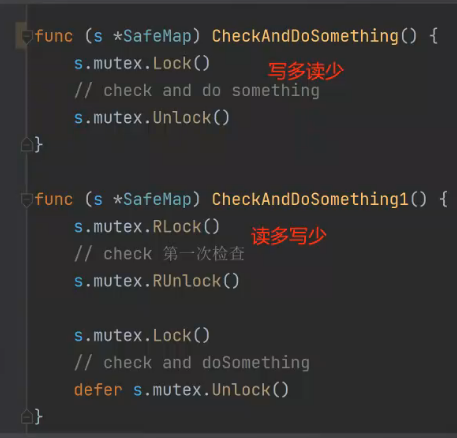 func (s *SafeMap) CheckAndDoSomething() {
    s.mutex.Lock() 写多读少
    // check and do something
    s.mutex.Unlock()
}

func (s *SafeMap) CheckAndDoSomething1() {
    s.mutex.RLock() 读多写少
    // check 第一次检查
    s.mutex.RUnlock()

    s.mutex.Lock()
    // check and doSomething
    defer s.mutex.Unlock()
}